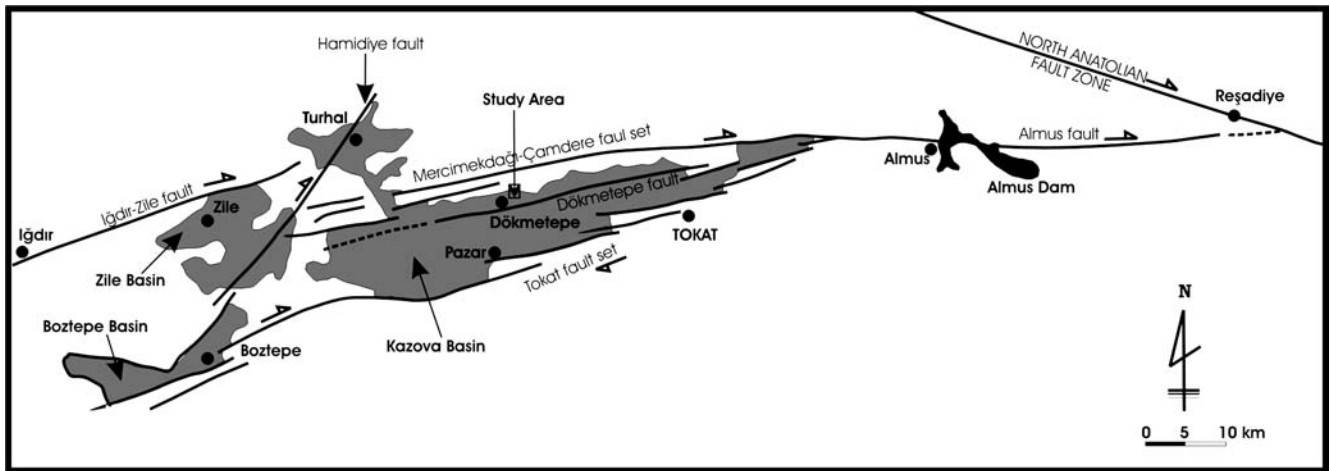 Hamidiye fault
NORTH ANATOLIAN
FAULT ZONE
Reşadiye
Turhal
Study Area
Mercimekdağı-Çamdere faul set
Almus fault
Almus
Almus Dam
Iğdır-Zile fault
Zile
Dökmetepe fault
Dökmetepe
Iğdır
TOKAT
Pazar
Zile Basin
Tokat fault set
Boztepe Basin
Kazova Basin
Boztepe
N
0 5 10 km